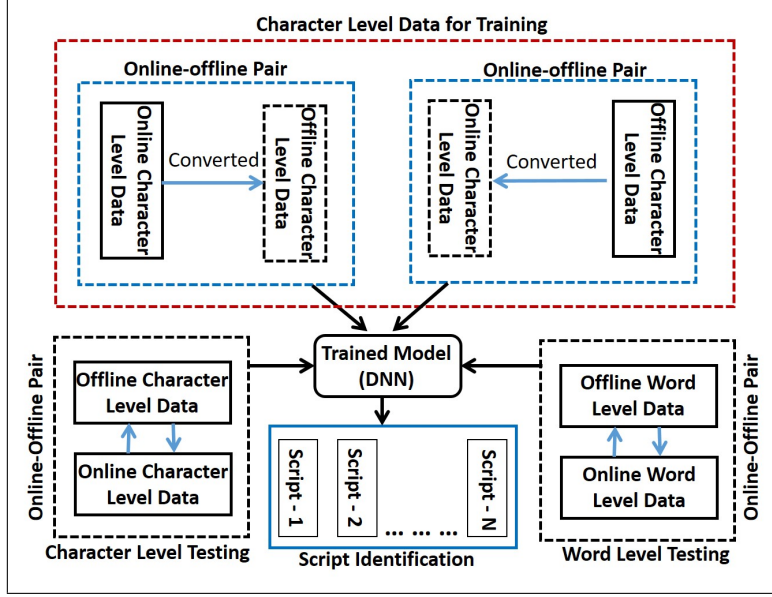 Character Level Data for Training
Online-offline Pair
Online Character
Level Data
Converted
Offline Character
Level Data
Online-offline Pair
Online Character
Level Data
Converted
Offline Character
Level Data
Trained Model
(DNN)
Online-Offline Pair
Offline Character
Level Data
Online Character
Level Data
Character Level Testing
Script - 1
Script - 2
... ... ...
Script - N
Script Identification
Offline Word
Level Data
Online Word
Level Data
Word Level Testing
Online-Offline Pair